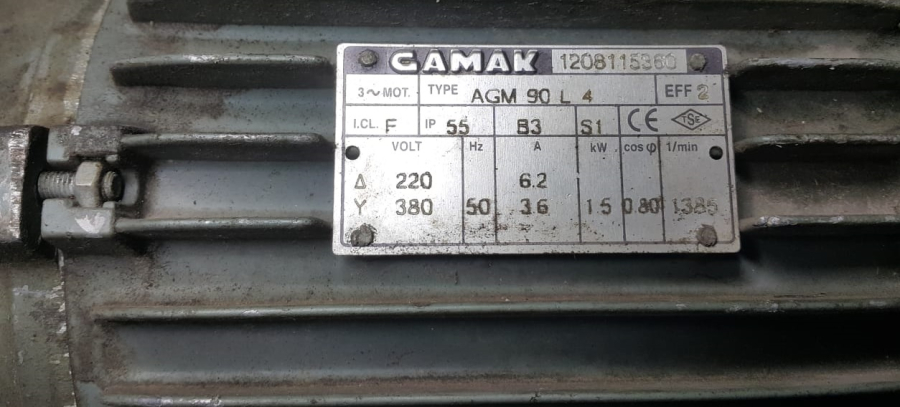 GAMAK 1208115360
3~MOT. TYPE AGM 90 L 4 EFF 2
I.CL. F IP 55 B3 S1 CE TSE
VOLT Hz A kW cos φ 1/min
Δ 220 6.2
Y 380 50 3.6 1.5 0.80 1385